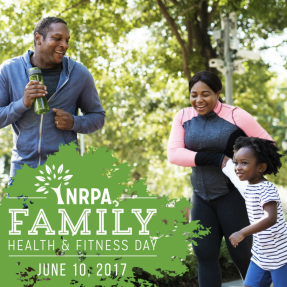 NRPA
FAMILY
HEALTH & FITNESS DAY
JUNE 10, 2017